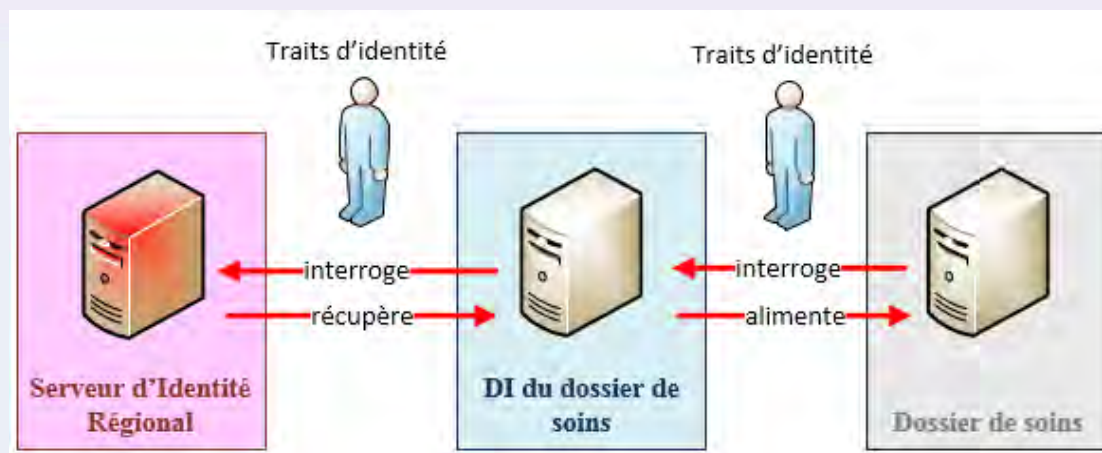 Traits d'identité
Traits d'identité
interroge
interroge
récupère
alimente
Serveur d'Identité
Régional
DI du dossier de
soins
Dossier de soins